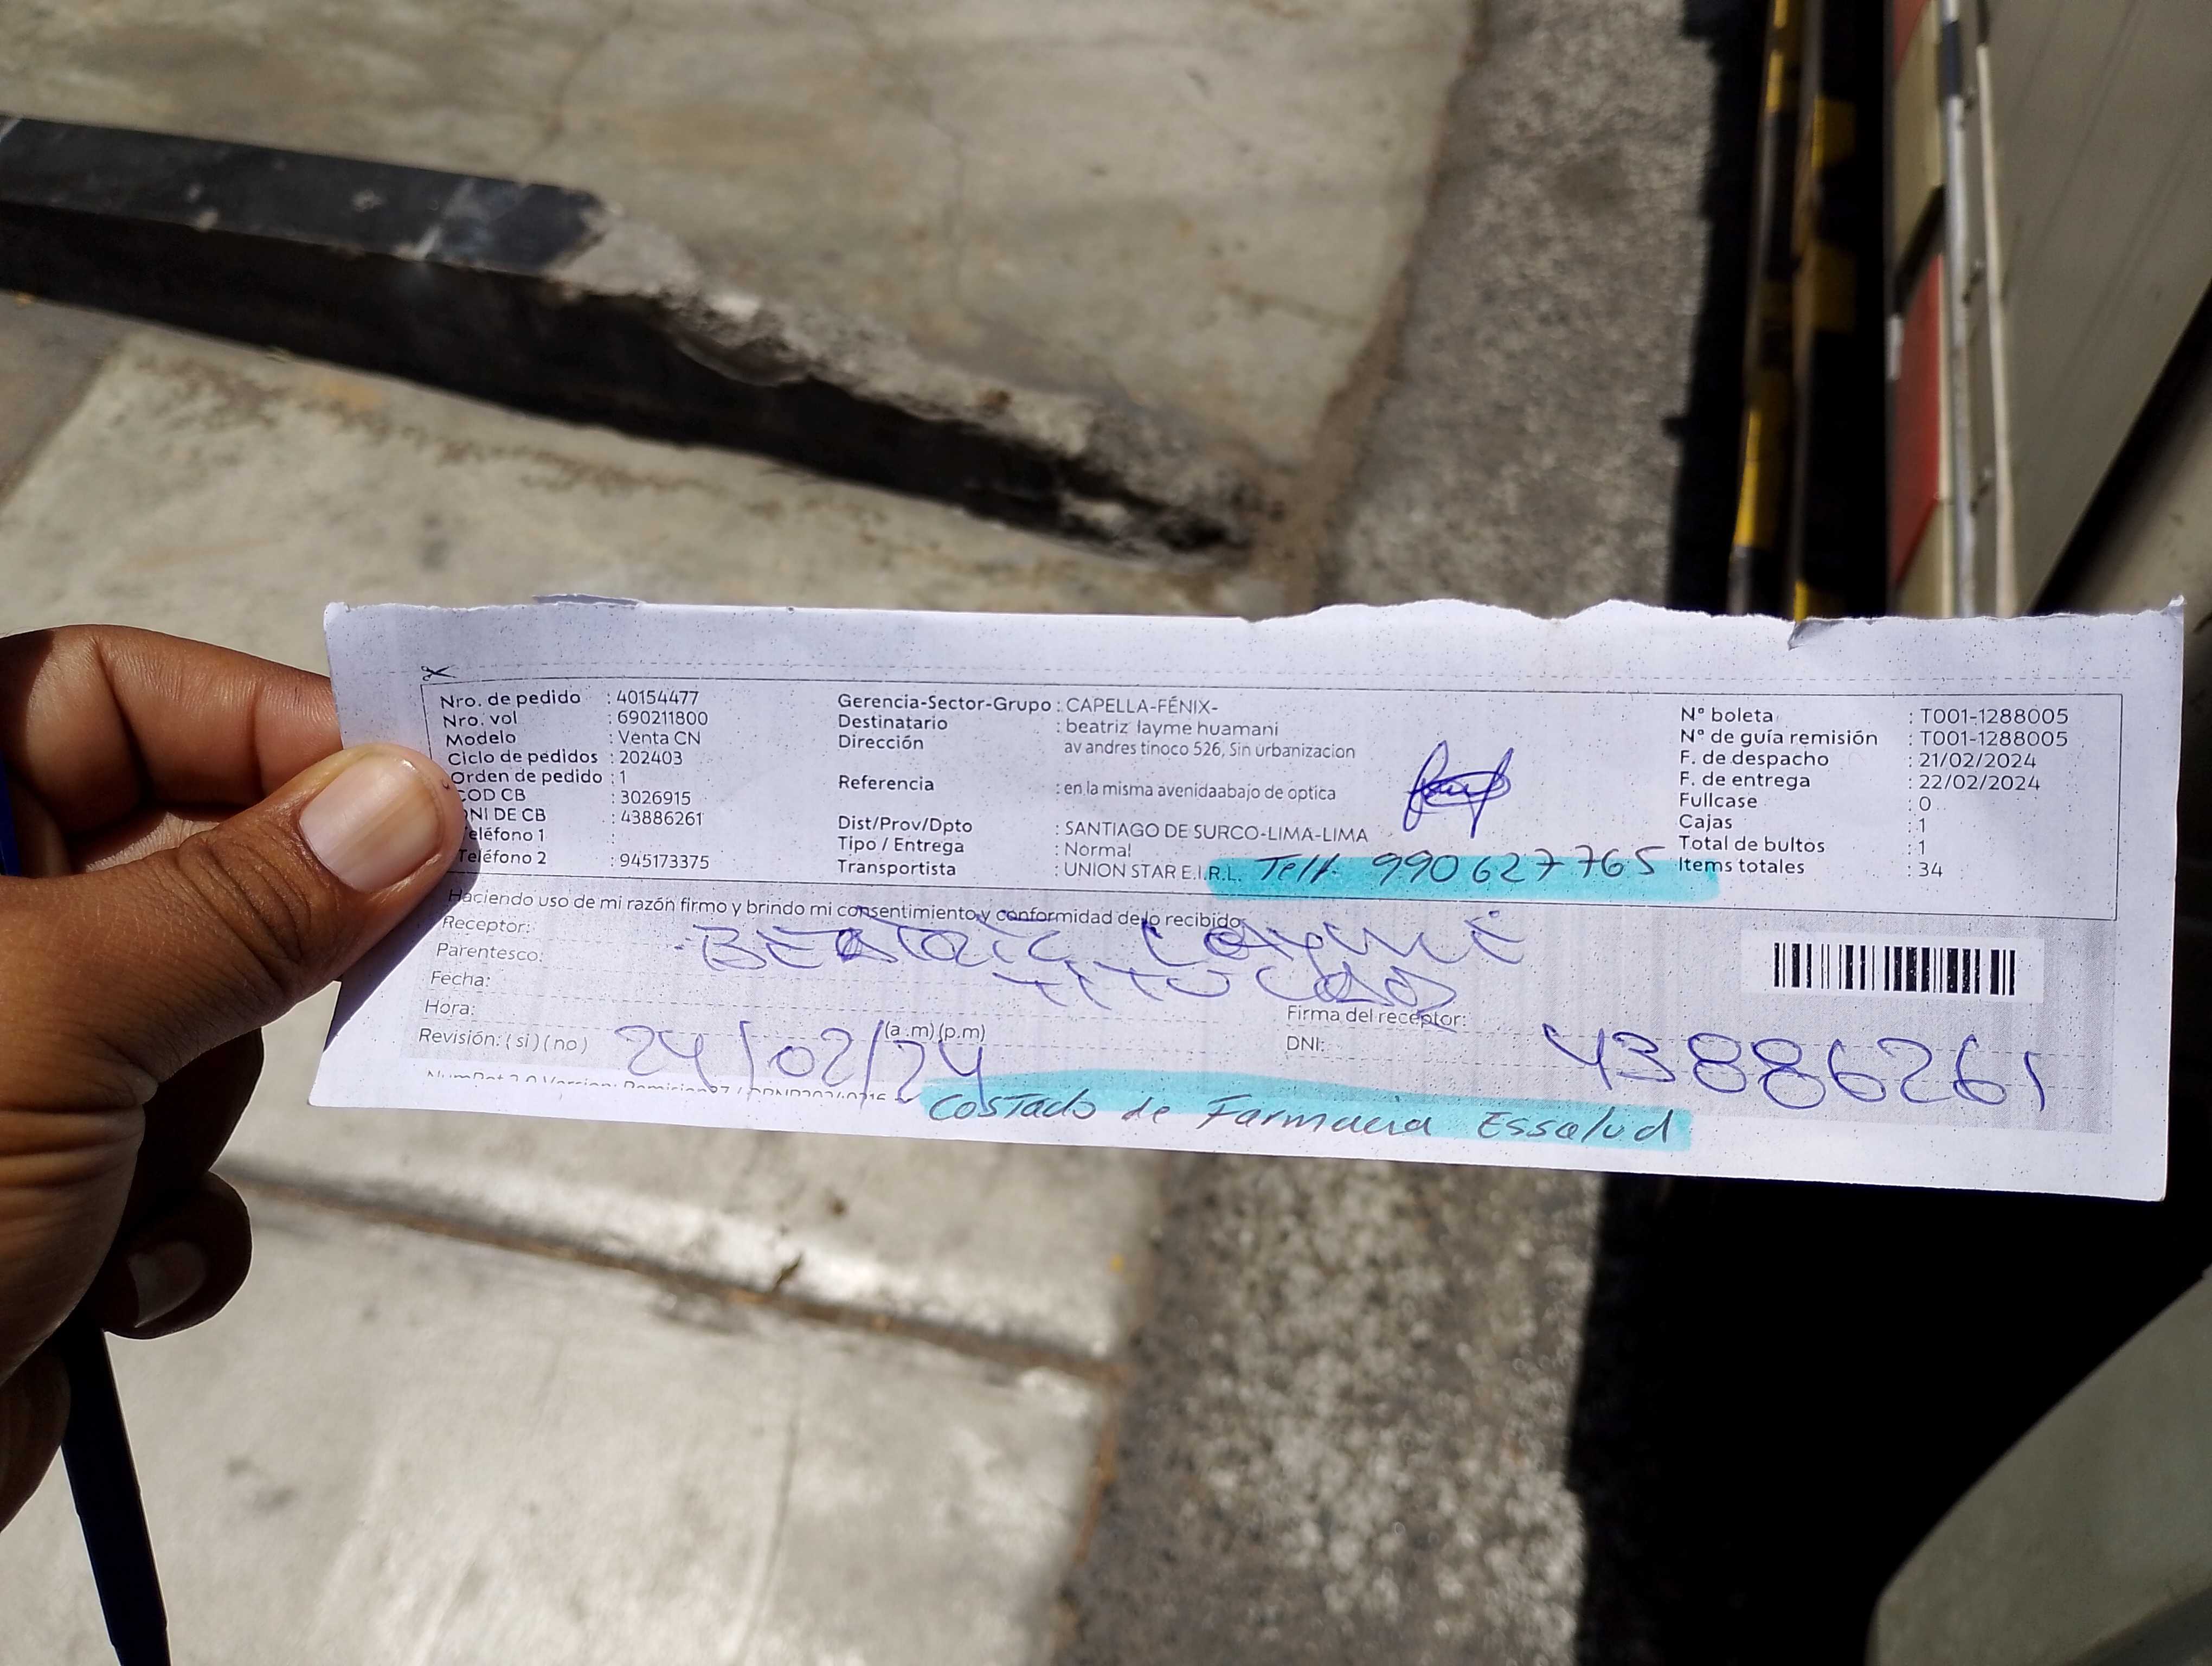 Nro. de pedido : 40154477
Nro. vol : 690211800
Modelo : Venta CN
Ciclo de pedidos : 202403
Orden de pedido : 1
COD CB : 3026915
DNI DE CB : 43886261
Teléfono 1 :
Teléfono 2 : 945173375
Gerencia-Sector-Grupo : CAPELLA-FÉNIX-
Destinatario : beatriz layme huamani
Dirección av andres tinoco 526, Sin urbanizacion
Referencia : en la misma avenidaabajo de optica
Dist/Prov/Dpto : SANTIAGO DE SURCO-LIMA-LIMA
Tipo / Entrega : Normal
Transportista : UNION STAR E.I.R.L. Telf. 990627765
N° boleta : T001-1288005
N° de guía remisión : T001-1288005
F. de despacho : 21/02/2024
F. de entrega : 22/02/2024
Fullcase : 0
Cajas : 1
Total de bultos : 1
Items totales : 34
Haciendo uso de mi razón firmo y brindo mi consentimiento y conformidad de lo recibido
Receptor: BEATRIZ LAYME
Parentesco: TITULAR
Fecha:
Hora: (a .m) (p.m)
Firma del receptor:
Revisión: ( si ) ( no ) 24/02/24
DNI: 43886261
Costado de Farmacia Essalud